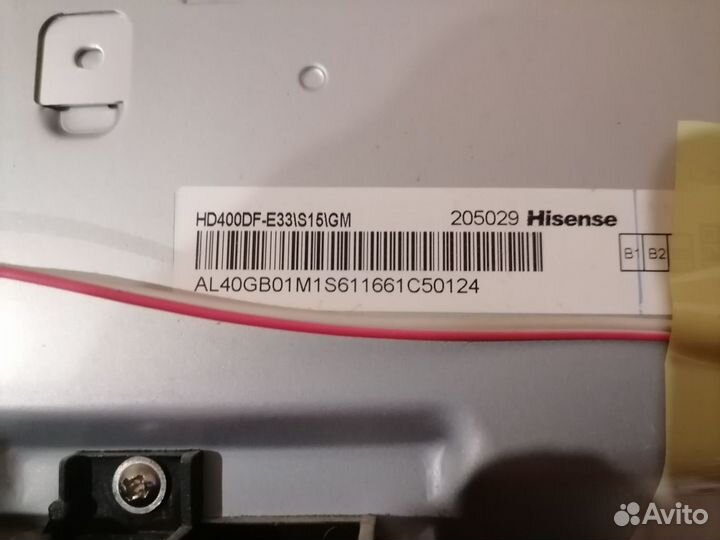 HD400DF-E33\S15\GM 205029 Hisense
AL40GB01M1S611661C50124
B1 B2
Avito